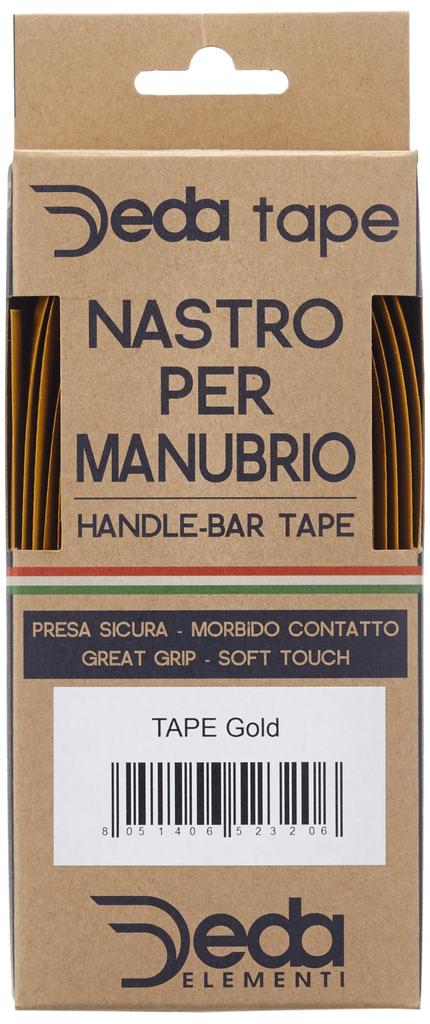 Deda tape
NASTRO
PER
MANUBRIO
HANDLE-BAR TAPE
PRESA SICURA - MORBiDO CONTATTO
GREAT GRIP - SOFT TOUCH
TAPE Gold
8 051406 523206
Deda
ELEMENTI